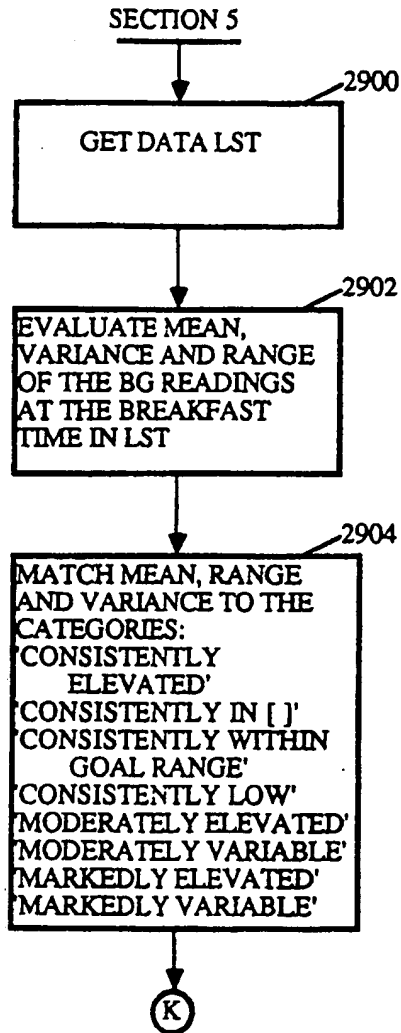 SECTION 5
2900
GET DATA LST
2902
EVALUATE MEAN,
VARIANCE AND RANGE
OF THE BG READINGS
AT THE BREAKFAST
TIME IN LST
2904
MATCH MEAN, RANGE
AND VARIANCE TO THE
CATEGORIES:
'CONSISTENTLY
ELEVATED'
'CONSISTENTLY IN [ ]'
'CONSISTENTLY WITHIN
GOAL RANGE'
'CONSISTENTLY LOW'
'MODERATELY ELEVATED'
'MODERATELY VARIABLE'
'MARKEDLY ELEVATED'
'MARKEDLY VARIABLE'
K